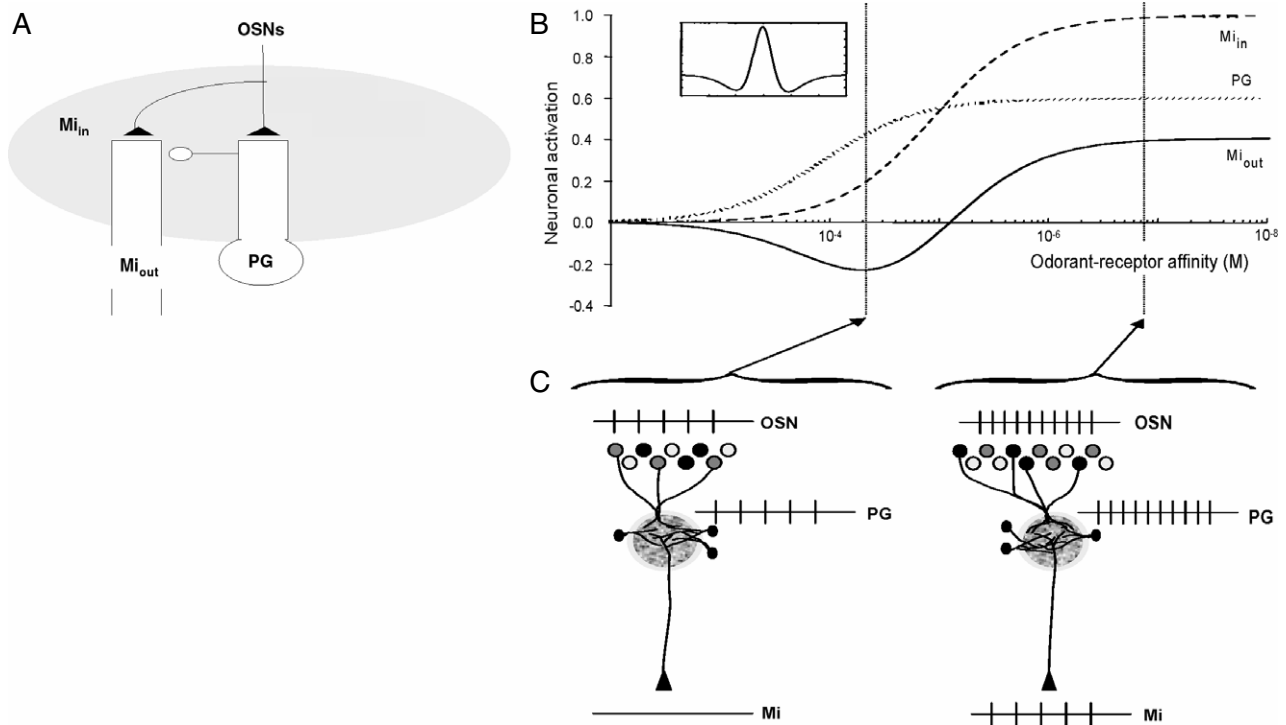 A
OSNs
Mi_in
Mi_out
PG
B
Neuronal activation
1.0
0.8
0.6
0.4
0.2
0.0
-0.2
-0.4
10^-4
10^-6
10^-8
Odorant-receptor affinity (M)
Mi_in
PG
Mi_out
C
OSN
PG
Mi
OSN
PG
Mi